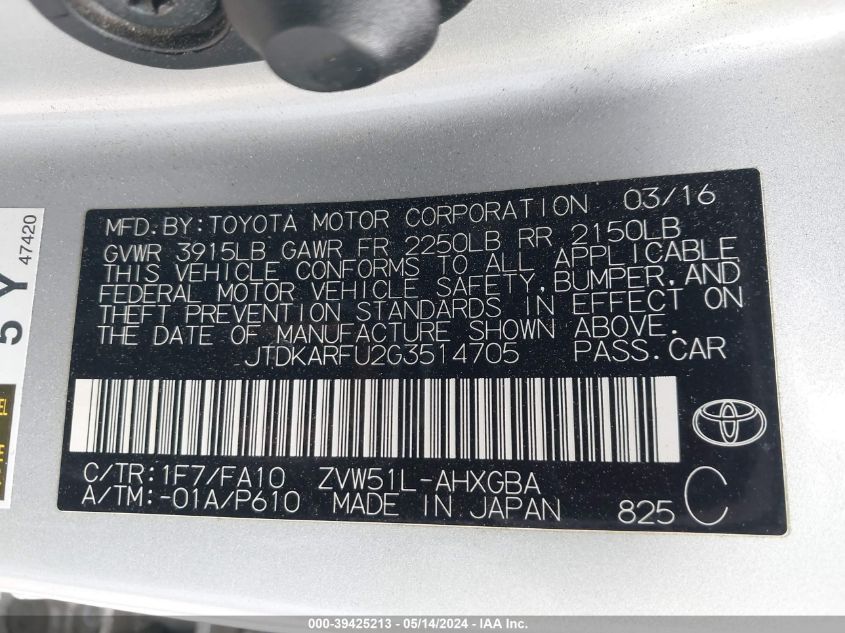 MFD. BY: TOYOTA MOTOR CORPORATION 03/16
GVWR 3915LB GAWR FR 2250LB RR 2150LB
THIS VEHICLE CONFORMS TO ALL APPLICABLE
FEDERAL MOTOR VEHICLE SAFETY, BUMPER, AND
THEFT PREVENTION STANDARDS IN EFFECT ON
THE DATE OF MANUFACTURE SHOWN ABOVE.
JTDKARFU2G3514705 PASS. CAR
C/TR: 1F7/FA10 ZVW51L-AHXGBA
A/TM: -01A/P610 MADE IN JAPAN 825 C
47420
5 Y
000-39425213 - 05/14/2024 - IAA Inc.